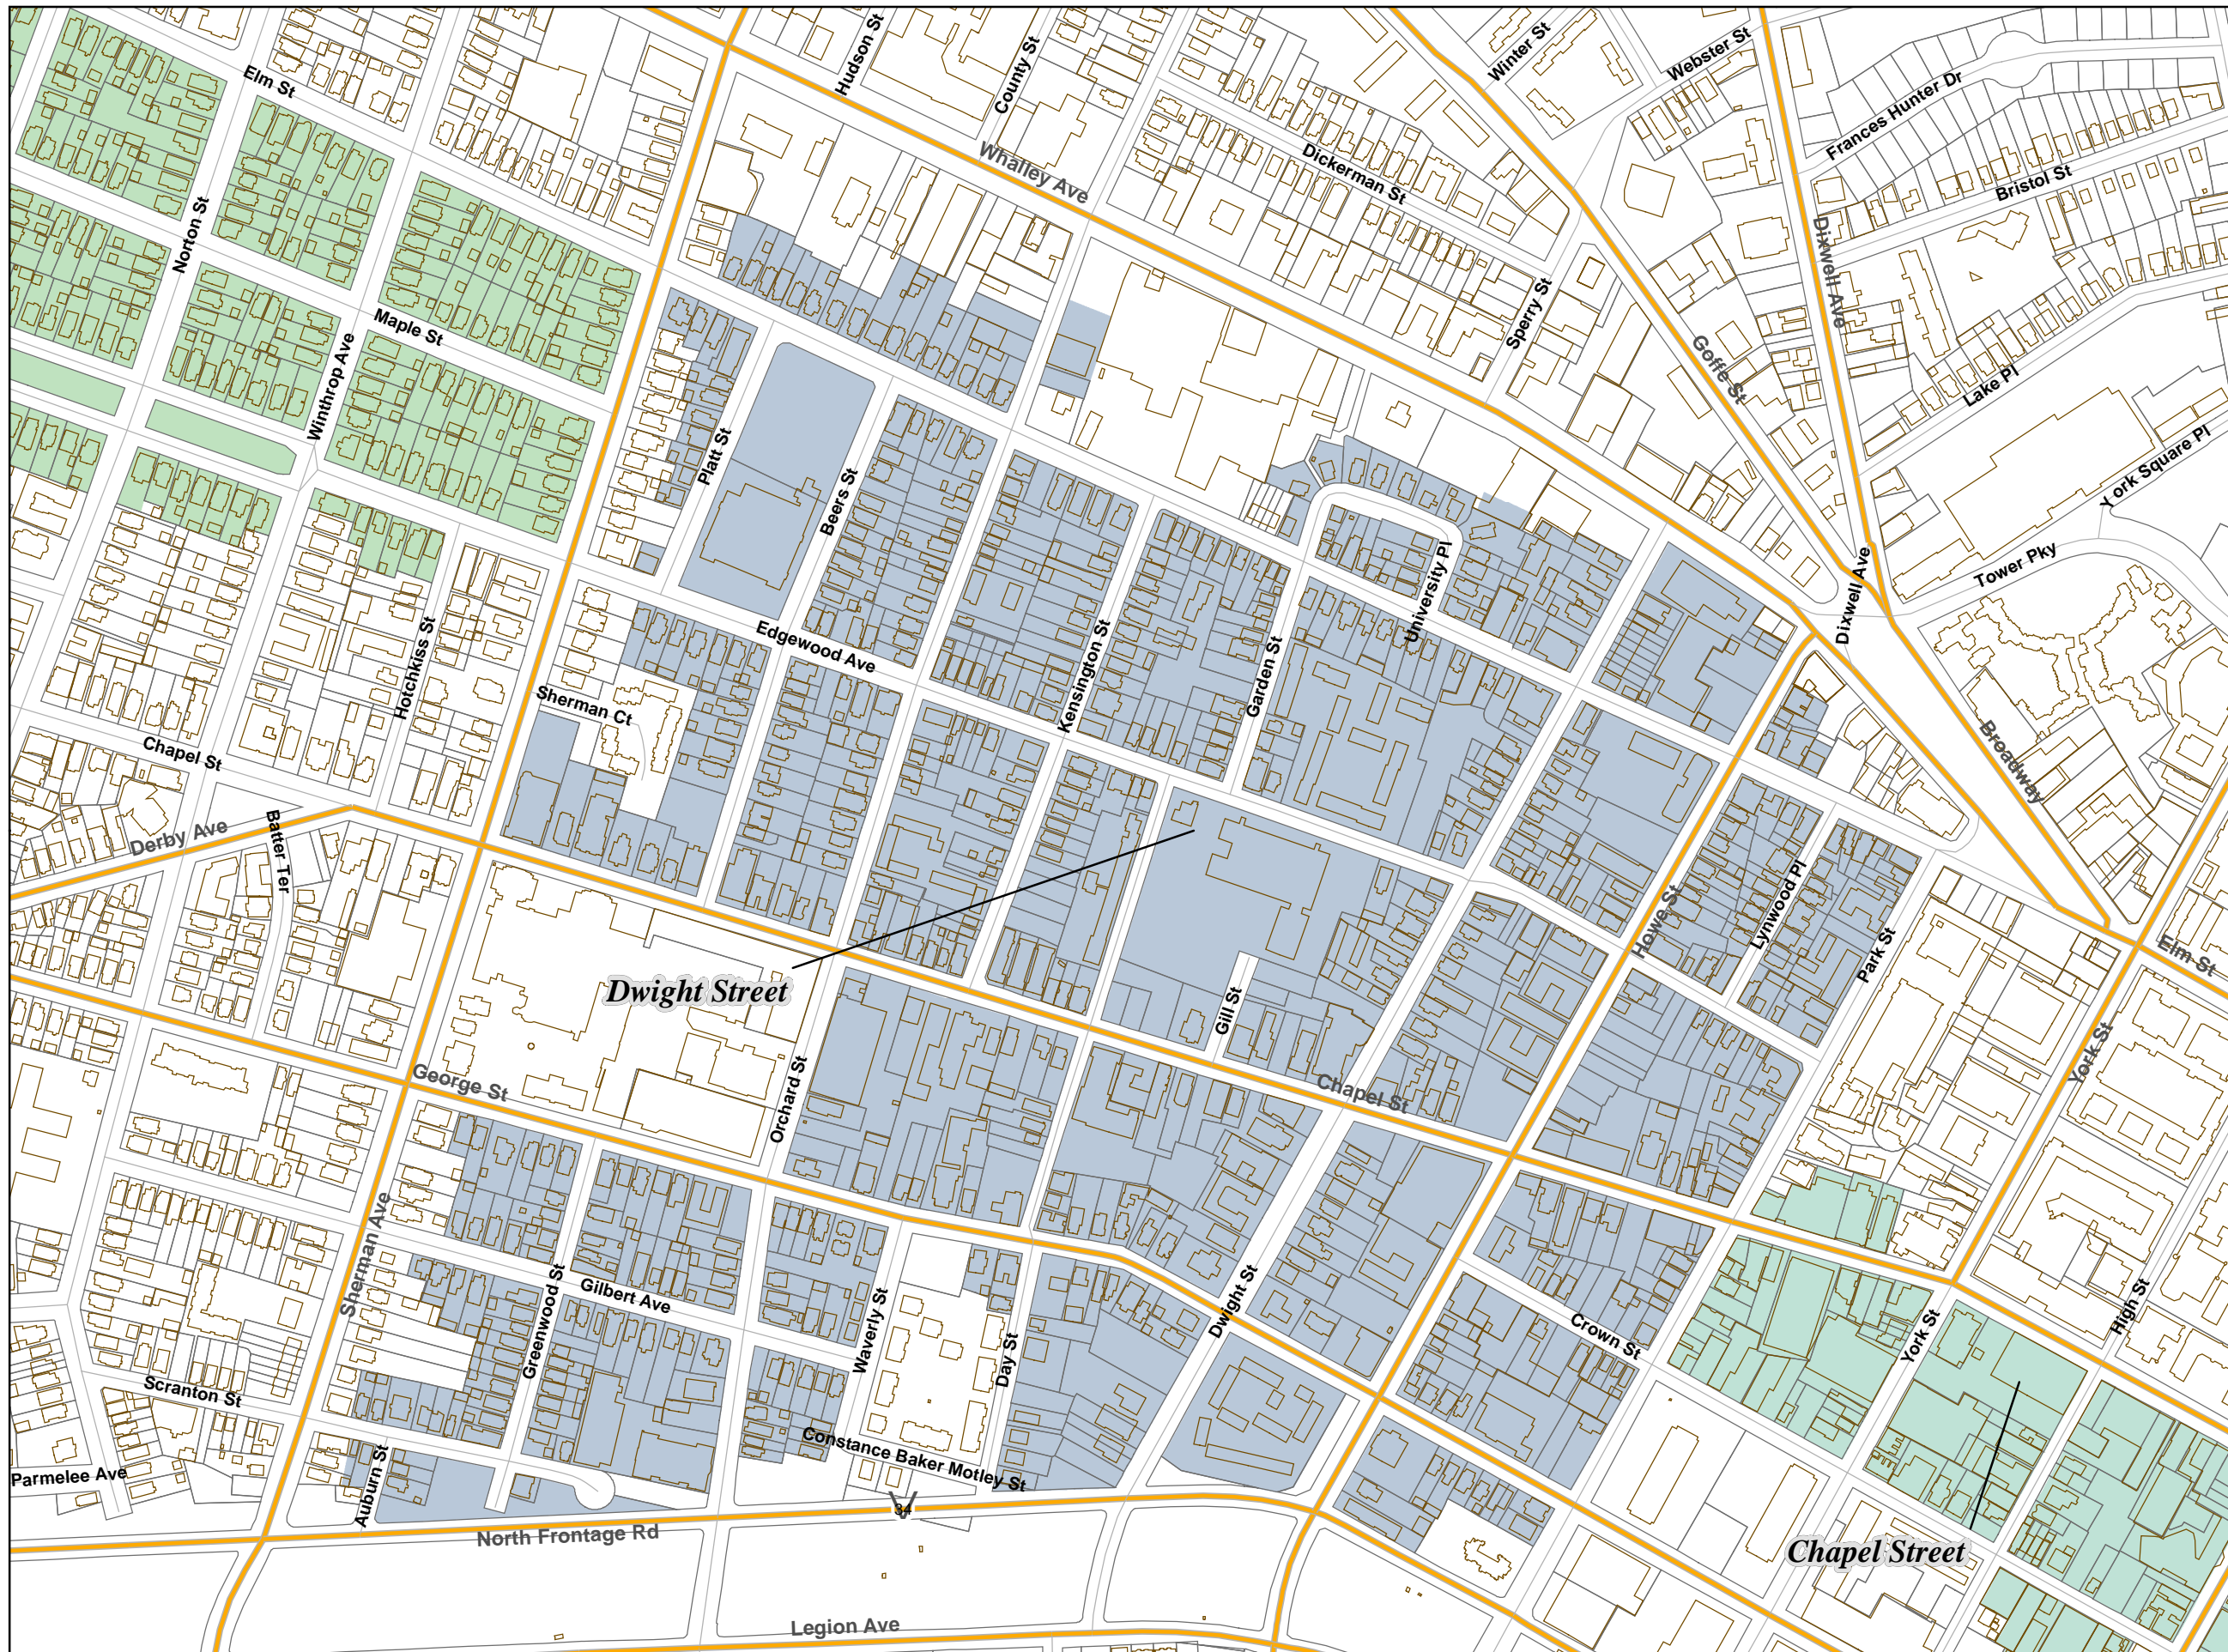 Hudson St
County St
Winter St
Webster St
Elm St
Frances Hunter Dr
Whalley Ave
Dickerman St
Bristol St
Norton St
Dixwell Ave
Maple St
Sperry St
Goffe St
Winthrop Ave
Lake Pl
Platt St
York Square Pl
Beers St
Tower Pky
University Pl
Dixwell Ave
Edgewood Ave
Hotchkiss St
Kensington St
Garden St
Sherman Ct
Chapel St
Broadway
Derby Ave
Batter Ter
Howe St
Lynwood Pl
Park St
Elm St
Dwight Street
Gill St
York St
George St
Chapel St
Orchard St
Sherman Ave
Greenwood St
Gilbert Ave
Waverly St
Day St
Dwight St
Crown St
York St
High St
Scranton St
Constance Baker Motley St
Parmelee Ave
Auburn St
34
North Frontage Rd
Chapel Street
Legion Ave